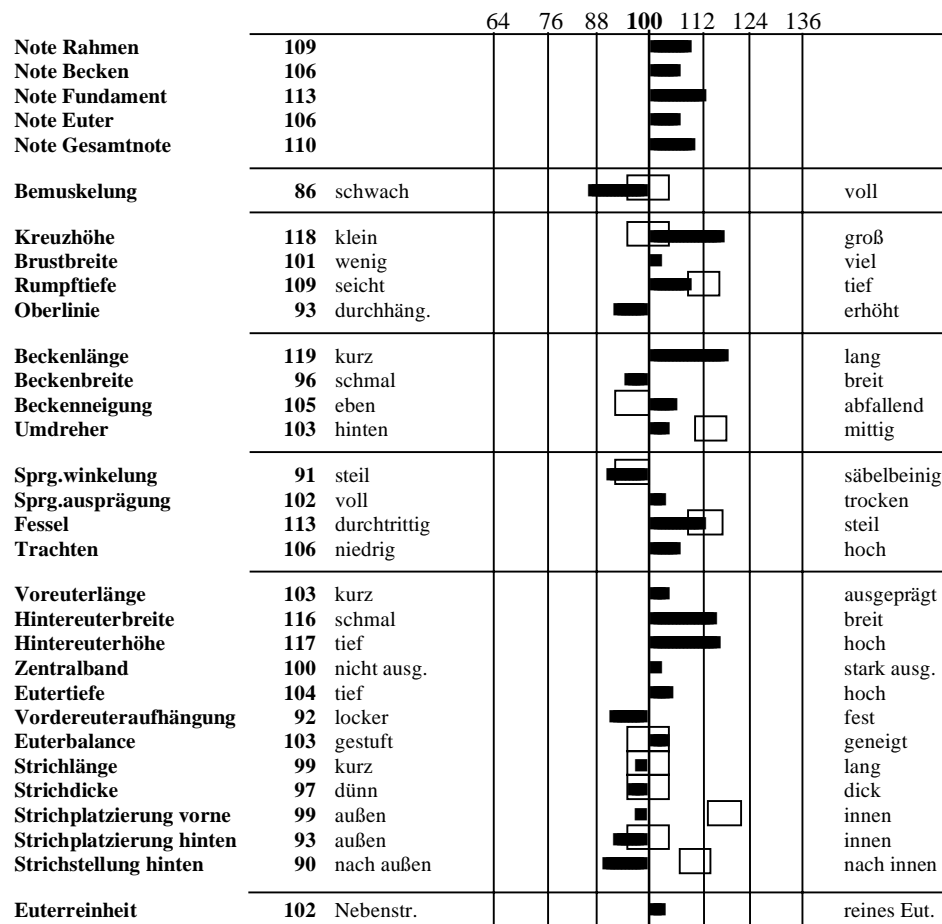 64 76 88 100 112 124 136
Note Rahmen 109
Note Becken 106
Note Fundament 113
Note Euter 106
Note Gesamtnote 110
Bemuskelung 86 schwach voll
Kreuzhöhe 118 klein groß
Brustbreite 101 wenig viel
Rumpftiefe 109 seicht tief
Oberlinie 93 durchhäng. erhöht
Beckenlänge 119 kurz lang
Beckenbreite 96 schmal breit
Beckenneigung 105 eben abfallend
Umdreher 103 hinten mittig
Sprg.winkelung 91 steil säbelbeinig
Sprg.ausprägung 102 voll trocken
Fessel 113 durchtrittig steil
Trachten 106 niedrig hoch
Voreuterlänge 103 kurz ausgeprägt
Hintereuterbreite 116 schmal breit
Hintereuterhöhe 117 tief hoch
Zentralband 100 nicht ausg. stark ausg.
Eutertiefe 104 tief hoch
Vordereuteraufhängung 92 locker fest
Euterbalance 103 gestuft geneigt
Strichlänge 99 kurz lang
Strichdicke 97 dünn dick
Strichplatzierung vorne 99 außen innen
Strichplatzierung hinten 93 außen innen
Strichstellung hinten 90 nach außen nach innen
Euterreinheit 102 Nebenstr. reines Eut.